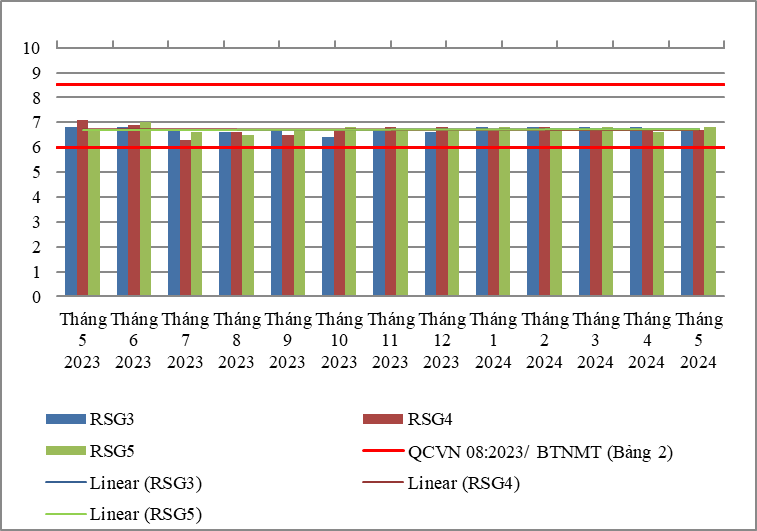 10
9
8
7
6
5
4
3
2
1
0
Tháng Tháng Tháng Tháng Tháng Tháng Tháng Tháng Tháng Tháng Tháng Tháng Tháng
5 6 7 8 9 10 11 12 1 2 3 4 5
2023 2023 2023 2023 2023 2023 2023 2023 2024 2024 2024 2024 2024
RSG3 RSG4
RSG5 QCVN 08:2023/ BTNMT (Bảng 2)
Linear (RSG3) Linear (RSG4)
Linear (RSG5)